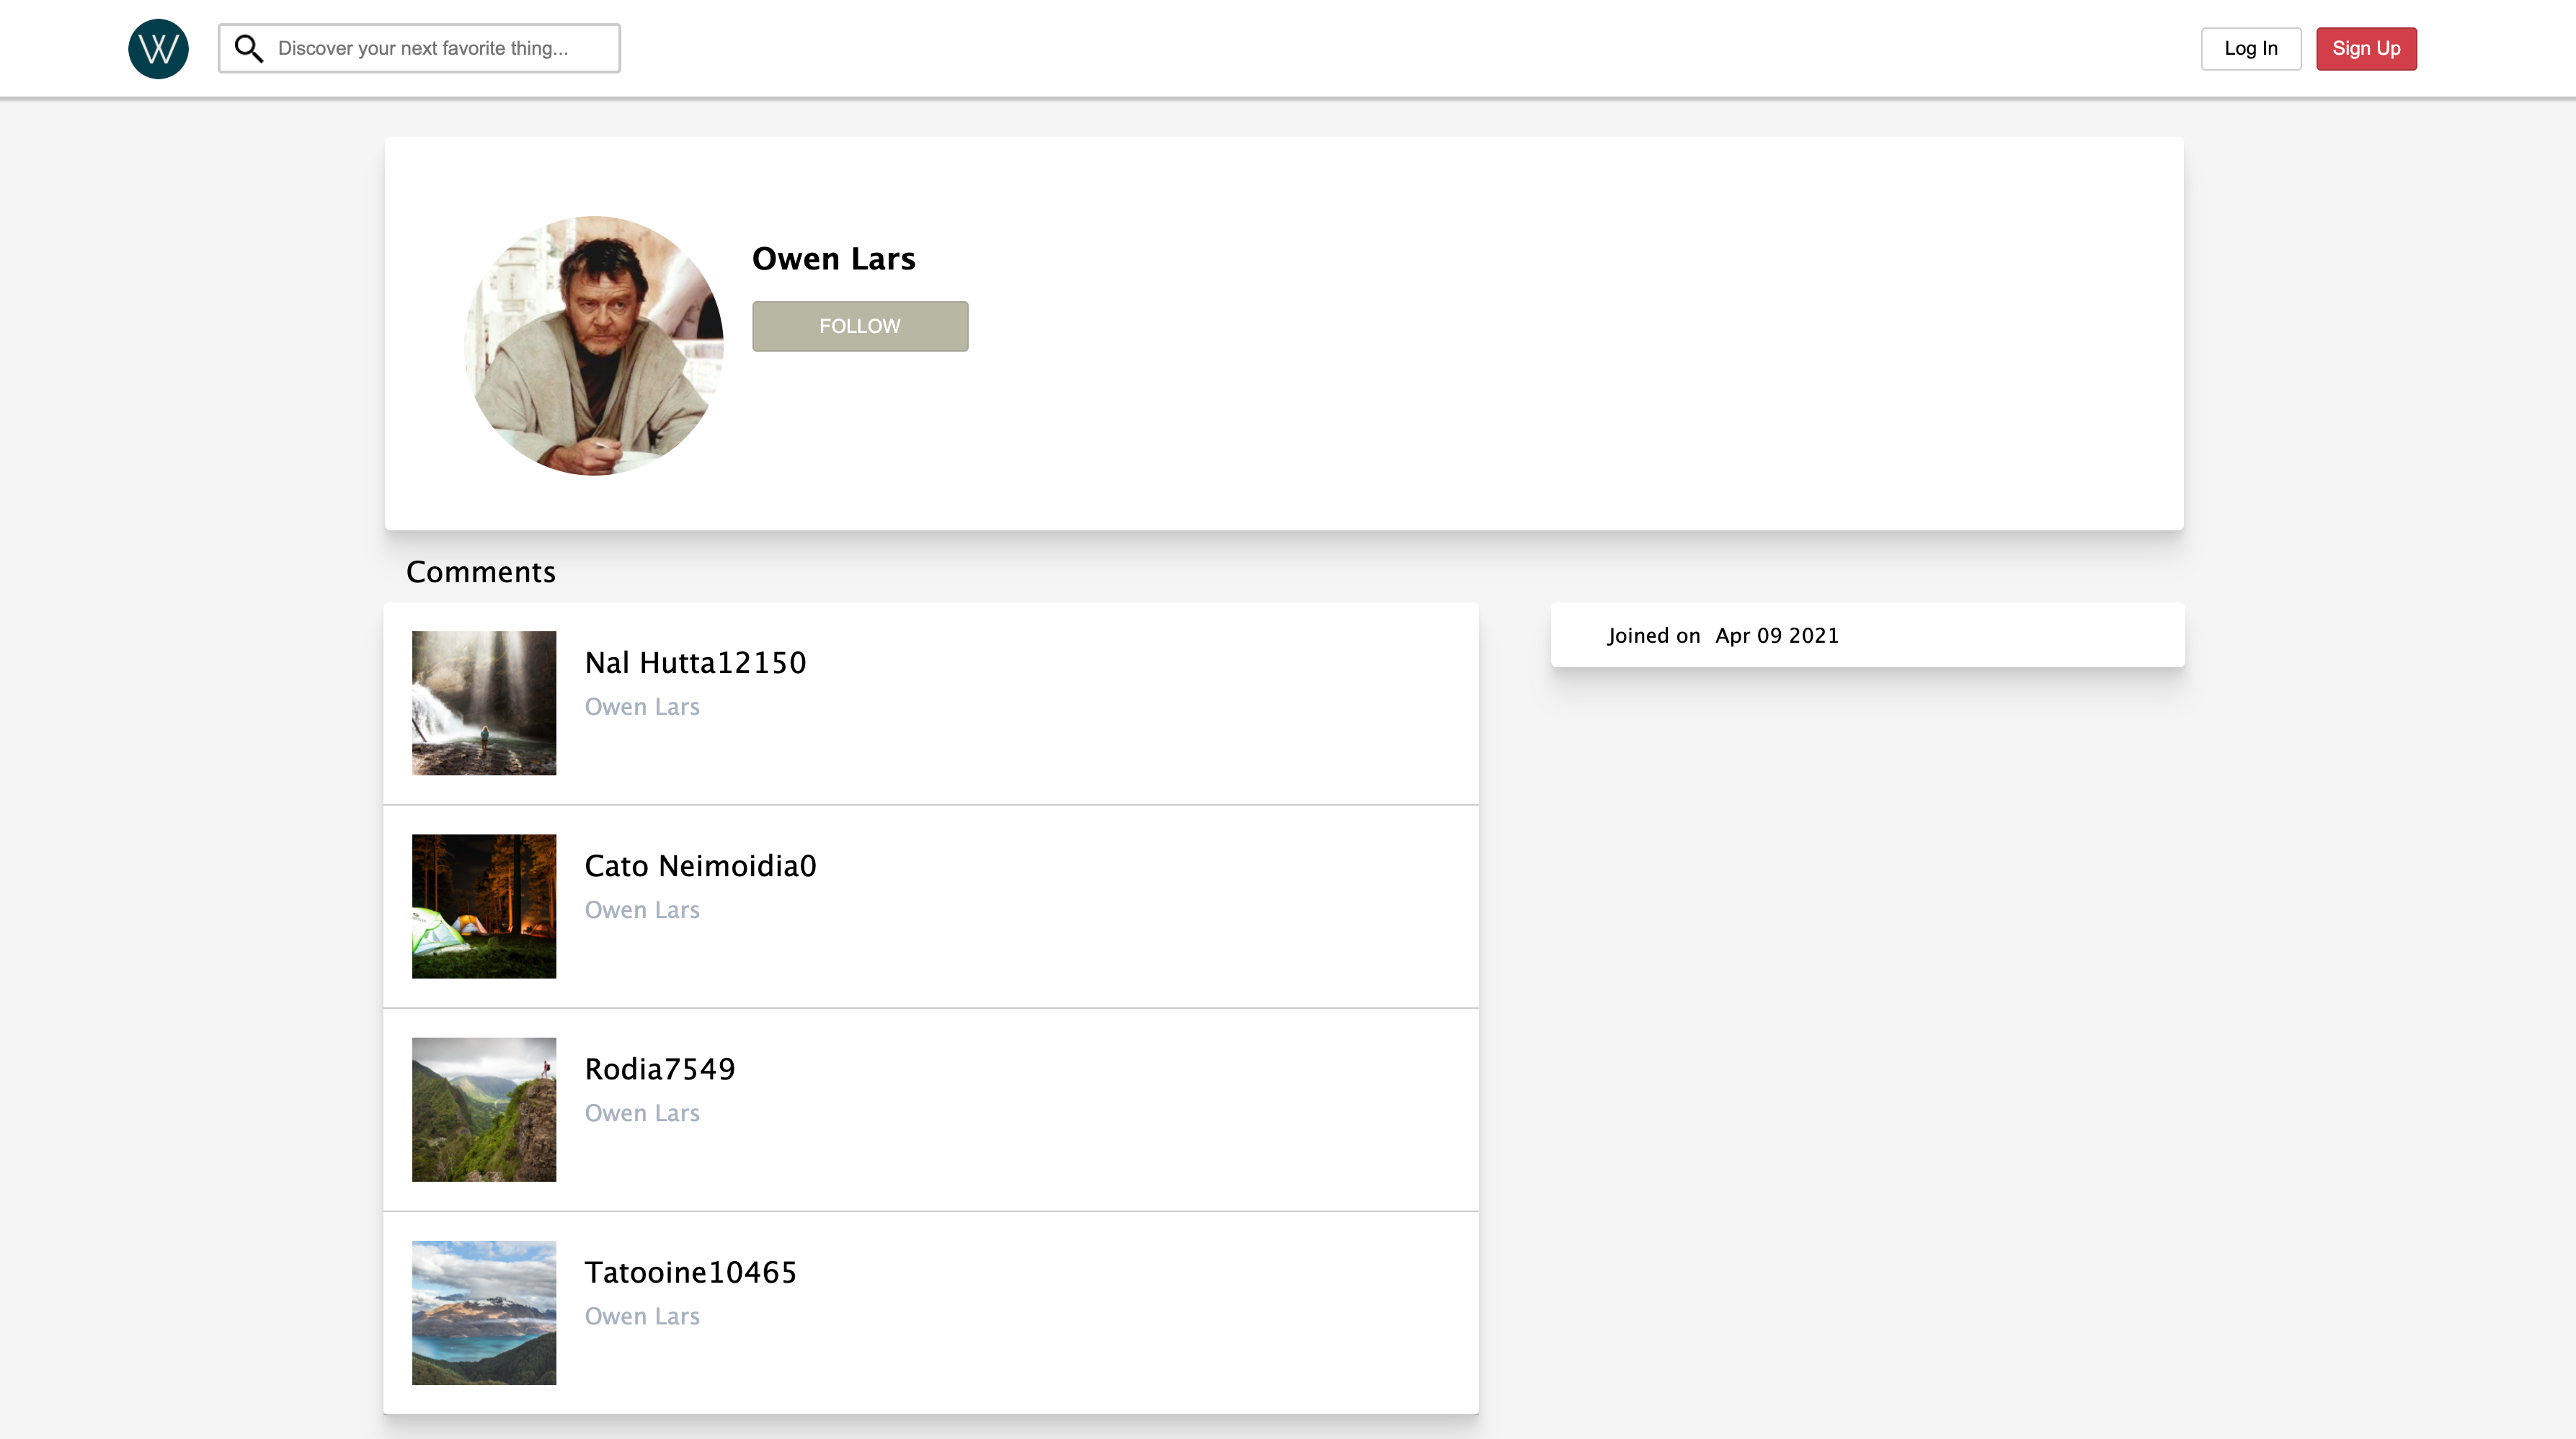 W
Discover your next favorite thing...
Log In
Sign Up
Owen Lars
FOLLOW
Comments
Nal Hutta12150
Owen Lars
Joined on Apr 09 2021
Cato Neimoidia0
Owen Lars
Rodia7549
Owen Lars
Tatooine10465
Owen Lars